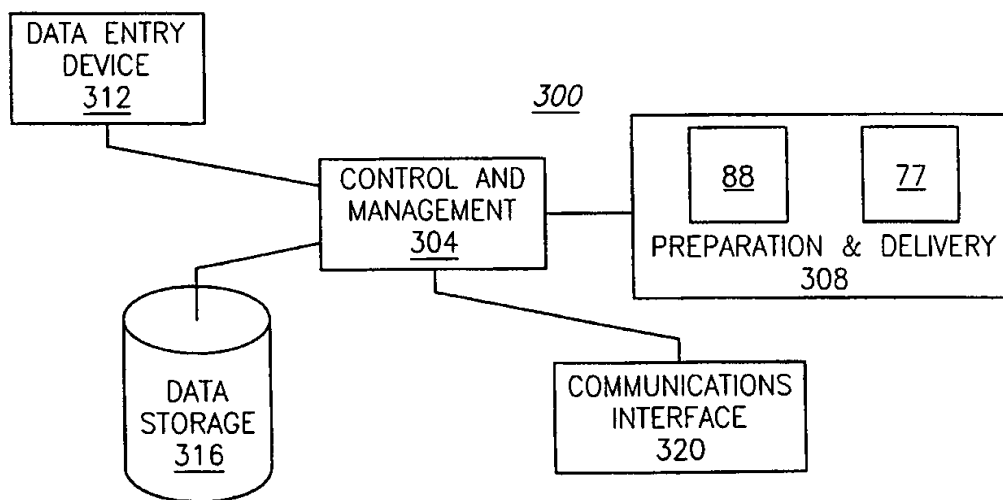 DATA ENTRY
DEVICE
312
300
CONTROL AND
MANAGEMENT
304
88 77
PREPARATION & DELIVERY
308
DATA
STORAGE
316
COMMUNICATIONS
INTERFACE
320